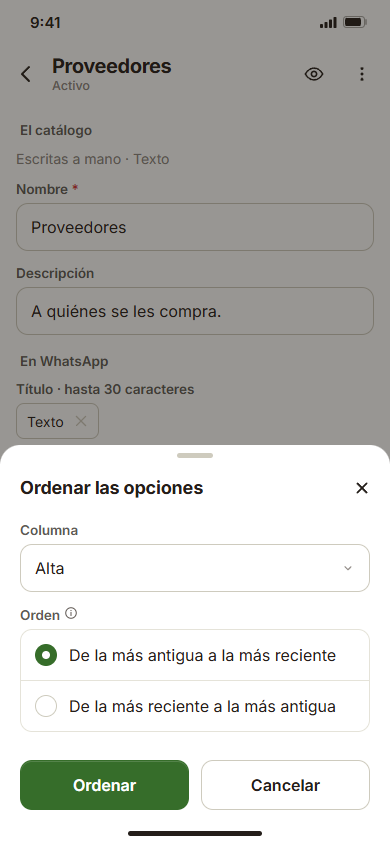 9:41
Proveedores
Activo
El catálogo
Escritas a mano · Texto
Nombre *
Proveedores
Descripción
A quiénes se les compra.
En WhatsApp
Título · hasta 30 caracteres
Texto
Ordenar las opciones
Columna
Alta
Orden
De la más antigua a la más reciente
De la más reciente a la más antigua
Ordenar
Cancelar